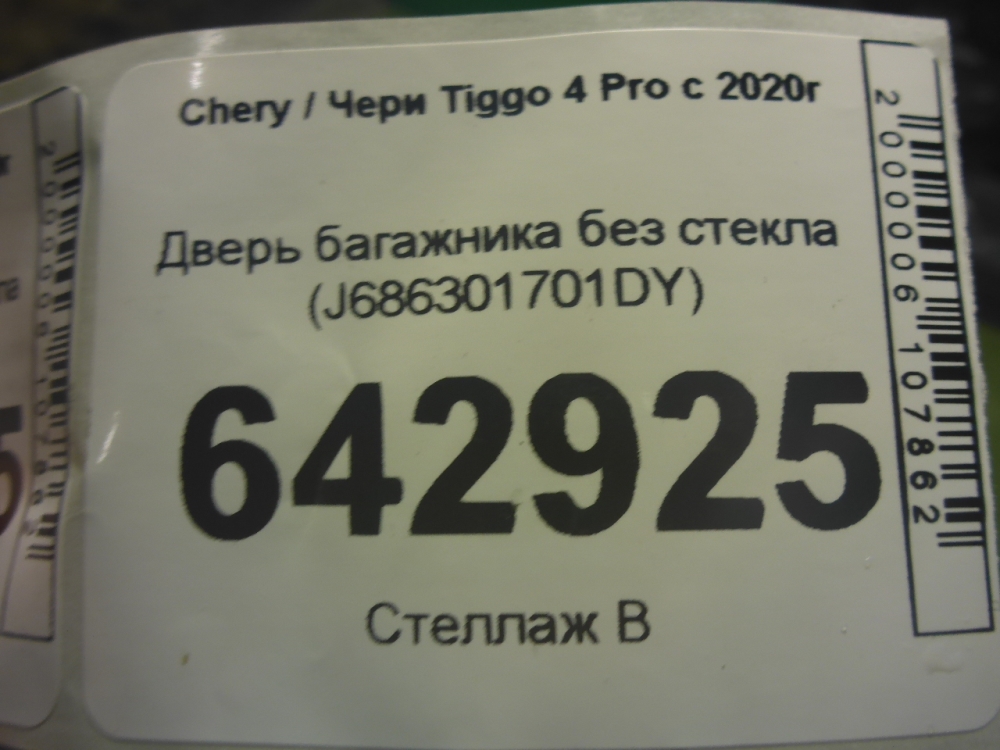 Chery / Чери Tiggo 4 Pro с 2020г
Дверь багажника без стекла
(J686301701DY)
642925
Стеллаж В
2000006107862